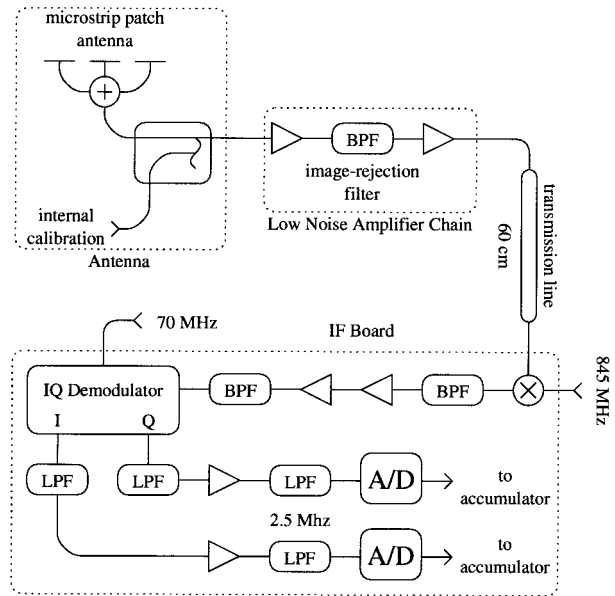 microstrip patch
antenna
+
BPF
image-rejection
filter
Low Noise Amplifier Chain
internal
calibration
Antenna
transmission line
60 cm
70 MHz
IF Board
845 MHz
IQ Demodulator
I Q
BPF
BPF
LPF
LPF
LPF
A/D
to
accumulator
2.5 Mhz
LPF
A/D
to
accumulator